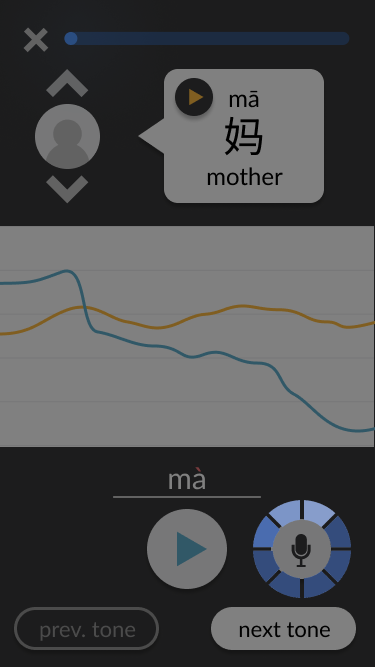 mā
妈
mother
mà
prev. tone
next tone